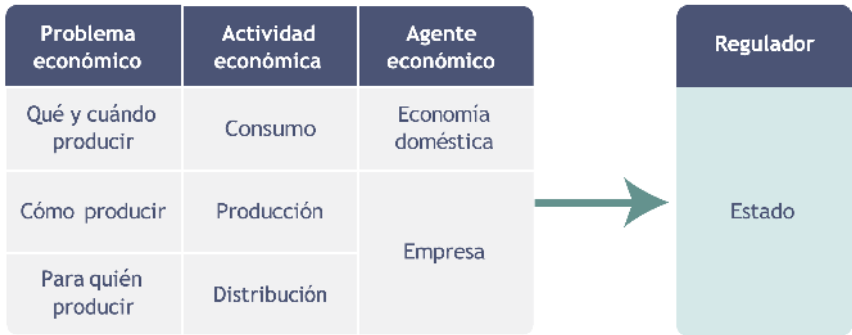 Problema
económico
Actividad
económica
Agente
económico
Regulador
Qué y cuándo
producir
Consumo
Economía
doméstica
Cómo producir
Producción
Empresa
Para quién
producir
Distribución
Estado